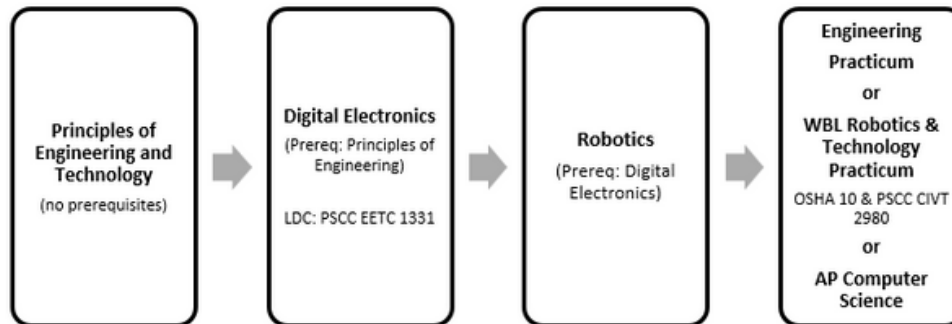 Principles of
Engineering and
Technology
(no prerequisites)
Digital Electronics
(Prereq: Principles of
Engineering)
LDC: PSCC EETC 1331
Robotics
(Prereq: Digital
Electronics)
Engineering
Practicum
or
WBL Robotics &
Technology
Practicum
OSHA 10 & PSCC CIVT
2980
or
AP Computer
Science